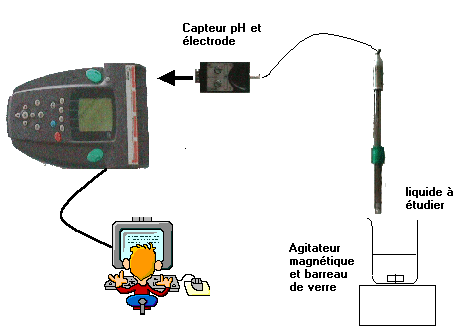 Capteur pH et
électrode
liquide à
étudier
Agitateur
magnétique
et barreau
de verre